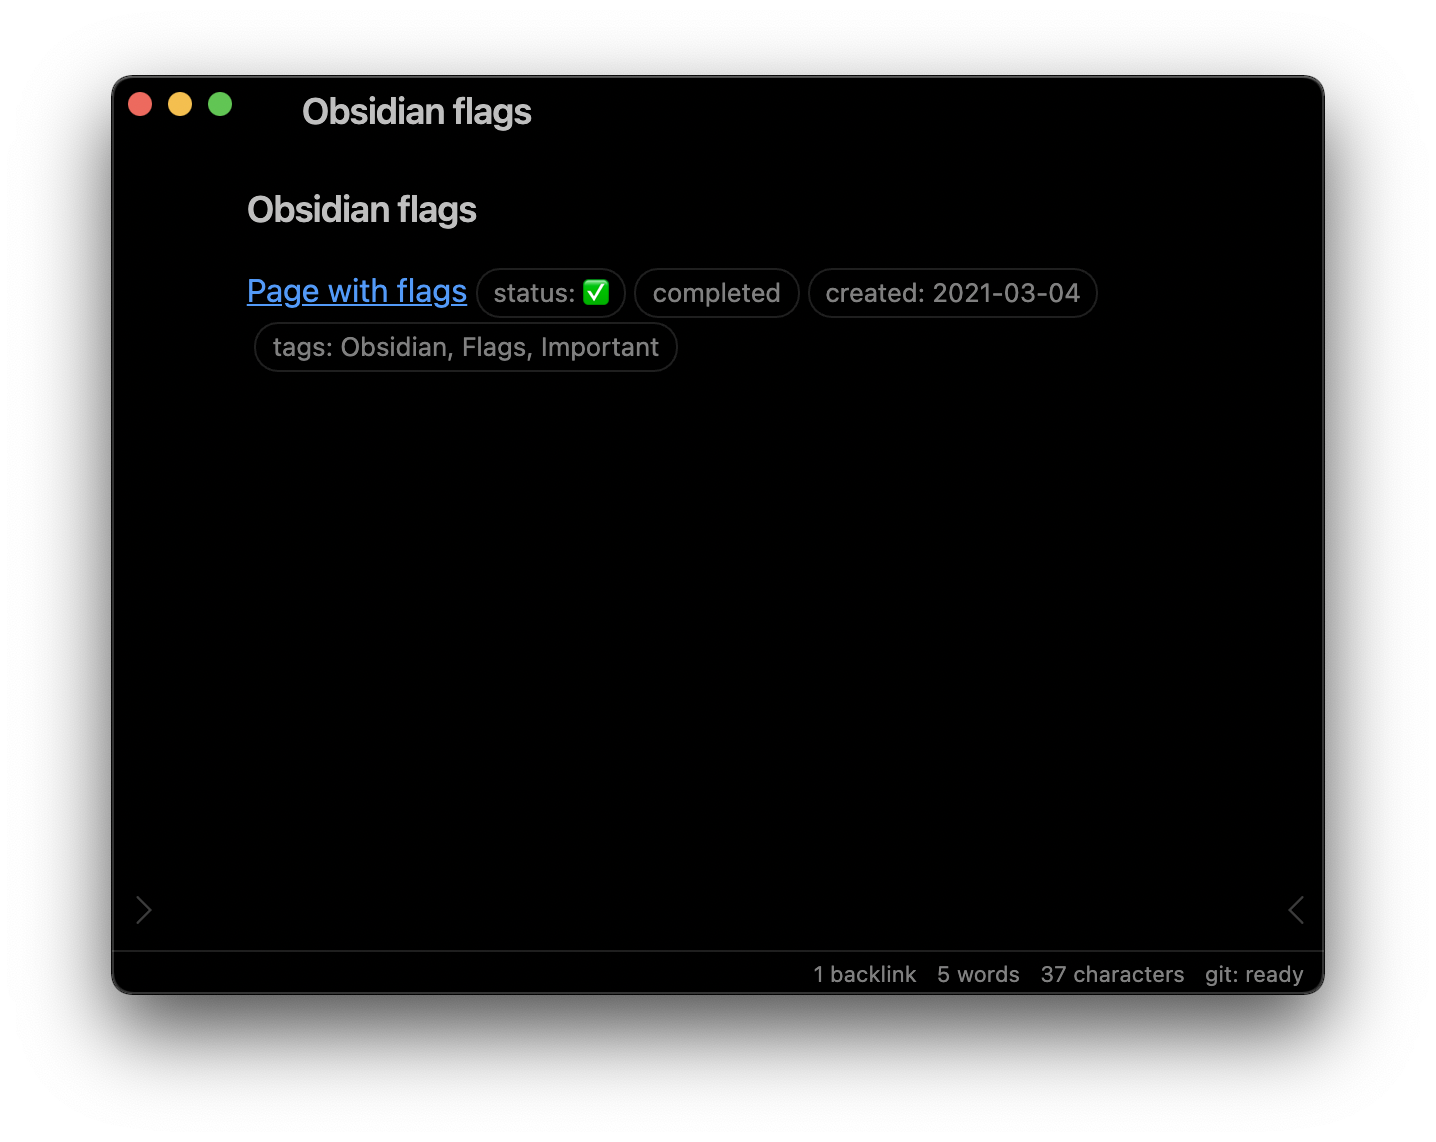 Obsidian flags
Obsidian flags
Page with flags status: ✅ completed created: 2021-03-04
tags: Obsidian, Flags, Important
1 backlink 5 words 37 characters git: ready